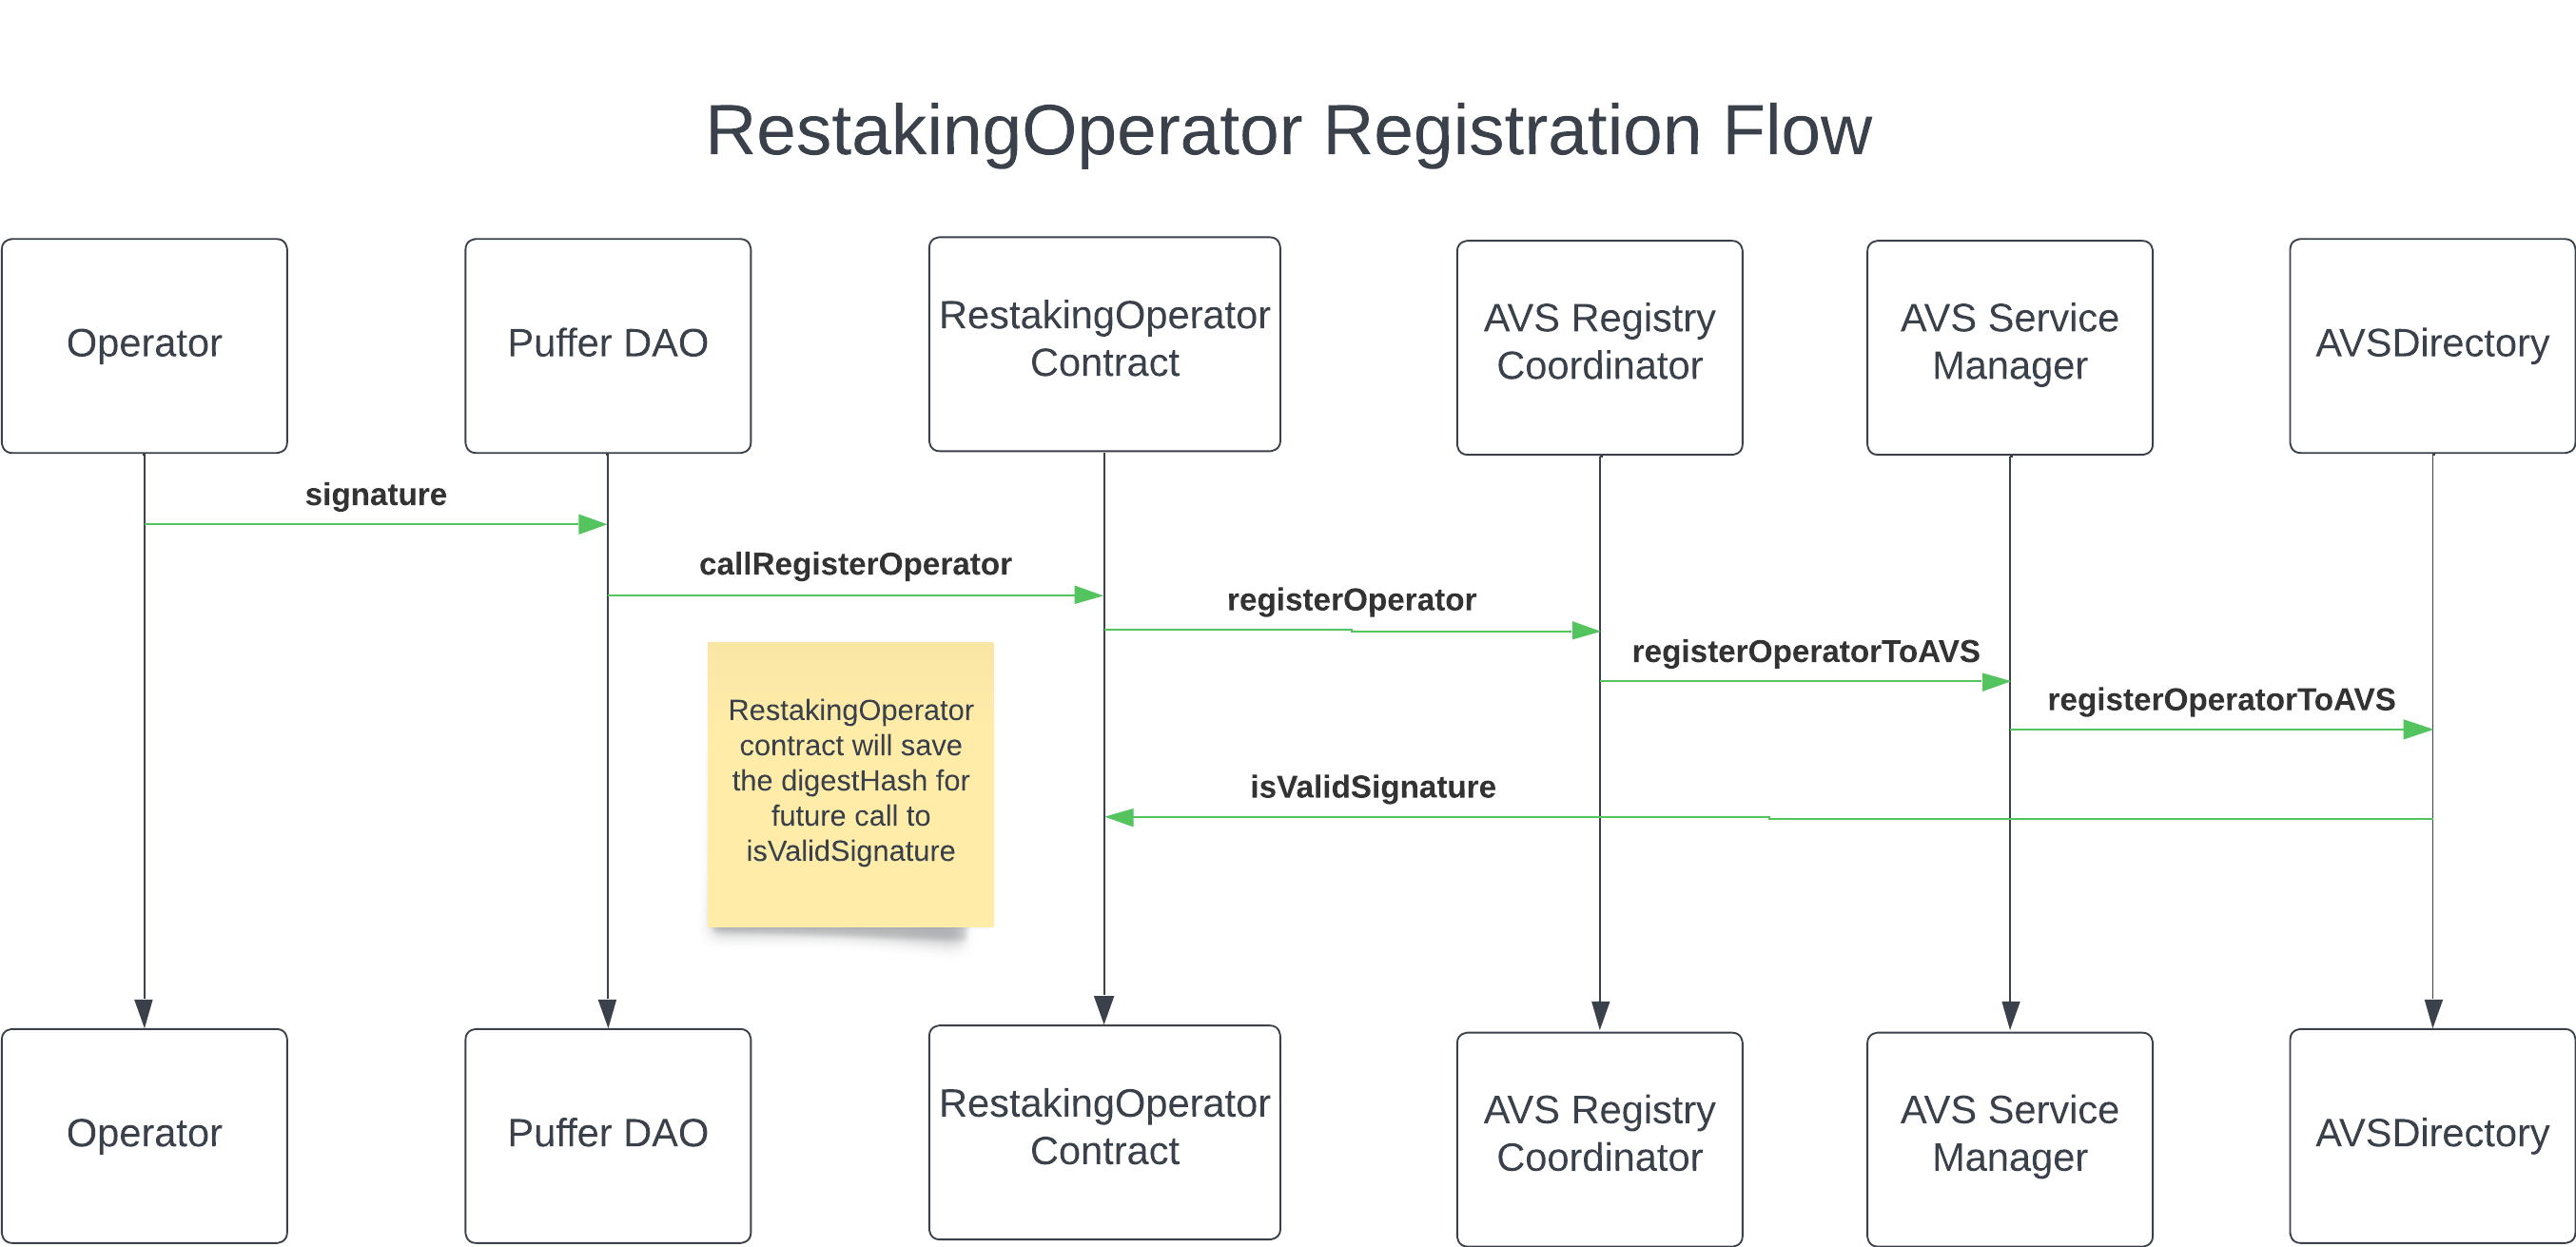 RestakingOperator Registration Flow
Operator
Puffer DAO
RestakingOperator
Contract
AVS Registry
Coordinator
AVS Service
Manager
AVSDirectory
signature
callRegisterOperator
registerOperator
registerOperatorToAVS
registerOperatorToAVS
isValidSignature
RestakingOperator
contract will save
the digestHash for
future call to
isValidSignature
Operator
Puffer DAO
RestakingOperator
Contract
AVS Registry
Coordinator
AVS Service
Manager
AVSDirectory